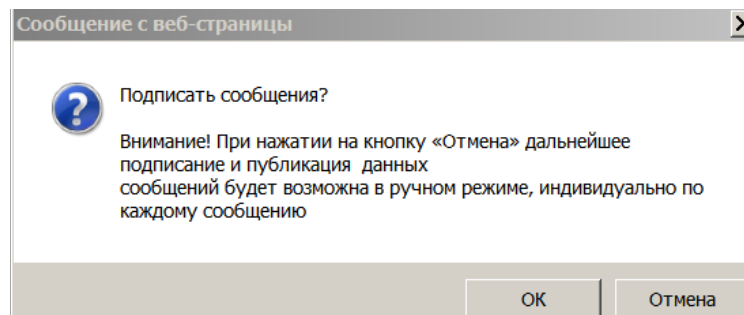 Сообщение с веб-страницы
Подписать сообщения?
Внимание! При нажатии на кнопку «Отмена» дальнейшее
подписание и публикация данных
сообщений будет возможна в ручном режиме, индивидуально по
каждому сообщению
ОК
Отмена